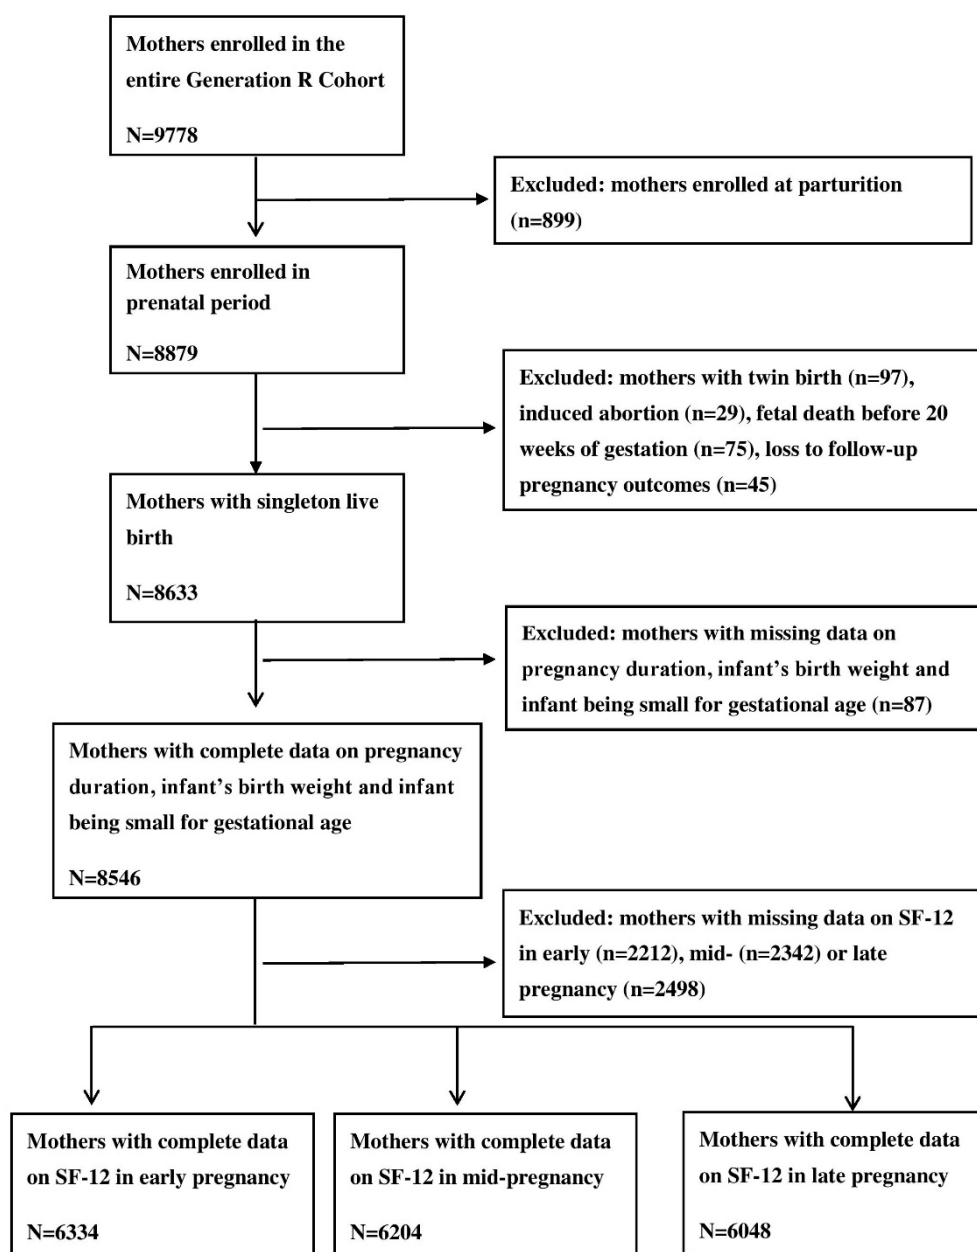 Mothers enrolled in the
entire Generation R Cohort
N=9778
Excluded: mothers enrolled at parturition
(n=899)
Mothers enrolled in
prenatal period
N=8879
Excluded: mothers with twin birth (n=97),
induced abortion (n=29), fetal death before 20
weeks of gestation (n=75), loss to follow-up
pregnancy outcomes (n=45)
Mothers with singleton live
birth
N=8633
Excluded: mothers with missing data on
pregnancy duration, infant’s birth weight and
infant being small for gestational age (n=87)
Mothers with complete data on pregnancy
duration, infant’s birth weight and infant
being small for gestational age
N=8546
Excluded: mothers with missing data on SF-12
in early (n=2212), mid- (n=2342) or late
pregnancy (n=2498)
Mothers with complete data
on SF-12 in early pregnancy
N=6334
Mothers with complete data
on SF-12 in mid-pregnancy
N=6204
Mothers with complete data
on SF-12 in late pregnancy
N=6048